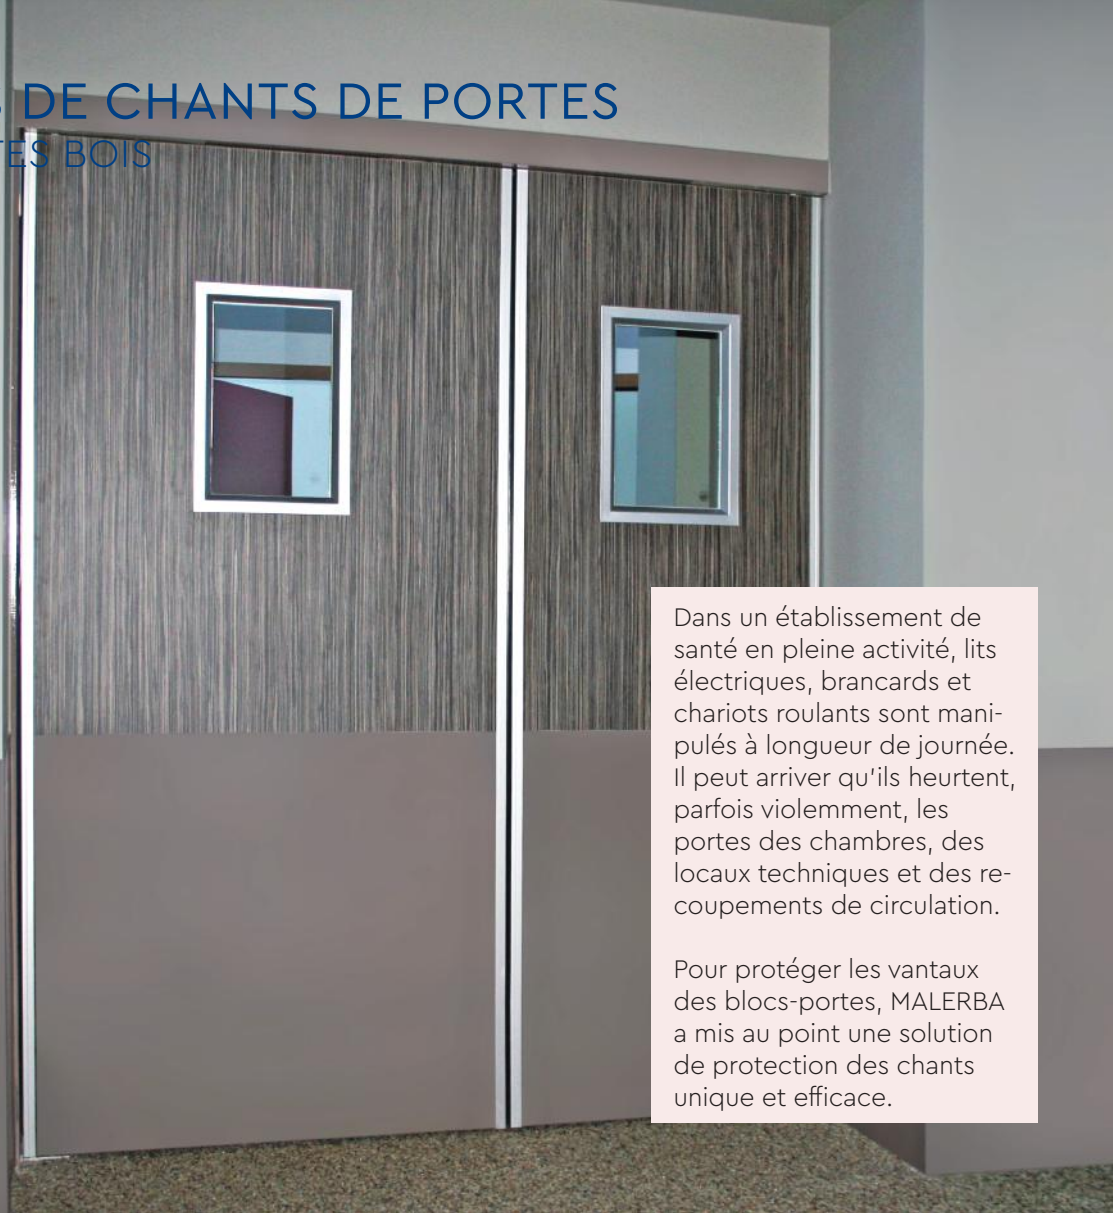 DE CHANTS DE PORTES
BOIS
Dans un établissement de
santé en pleine activité, lits
électriques, brancards et
chariots roulants sont mani-
pulés à longueur de journée.
Il peut arriver qu'ils heurtent,
parfois violemment, les
portes des chambres, des
locaux techniques et des re-
coupements de circulation.

Pour protéger les vantaux
des blocs-portes, MALERBA
a mis au point une solution
de protection des chants
unique et efficace.